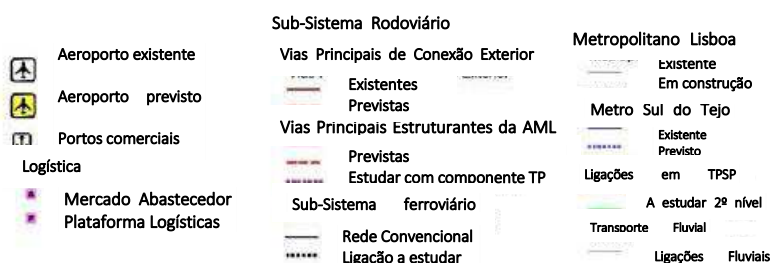 Aeroporto existente
Aeroporto previsto
Portos comerciais
Logística
Mercado Abastecedor
Plataforma Logísticas
Sub-Sistema Rodoviário
Vias Principais de Conexão Exterior
Existentes
Previstas
Vias Principais Estruturantes da AML
Previstas
Estudar com componente TP
Sub-Sistema ferroviário
Rede Convencional
Ligação a estudar
Metropolitano Lisboa
Existente
Em construção
Metro Sul do Tejo
Existente
Previsto
Ligações em TPSP
A estudar 2º nível
Transporte Fluvial
Ligações Fluviais